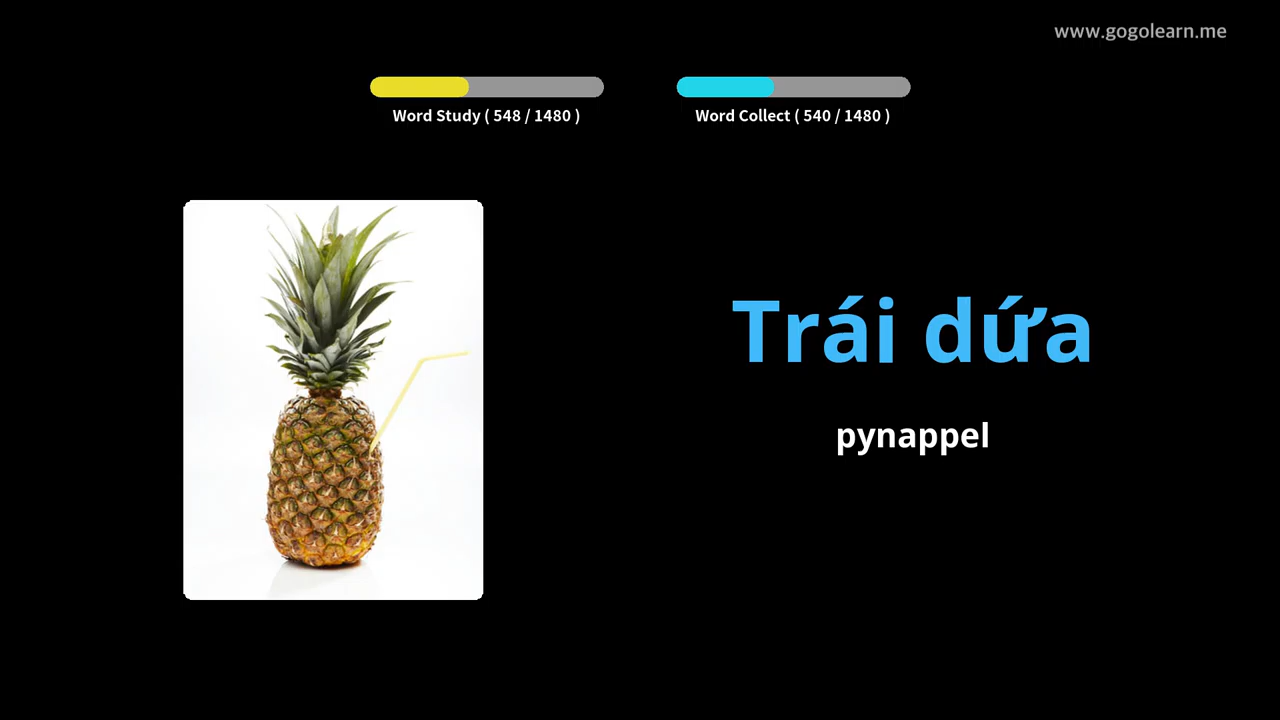 www.gogolearn.me
Word Study ( 548 / 1480 )
Word Collect ( 540 / 1480 )
Trái dứa
pynappel